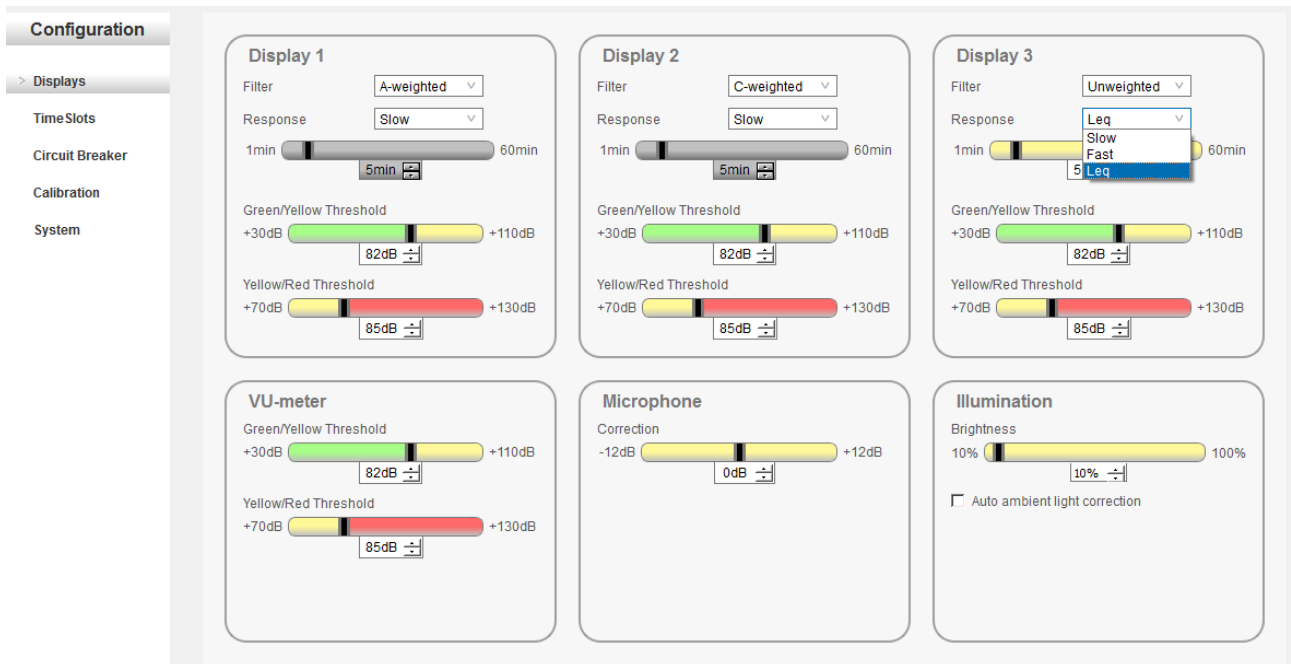 Configuration
> Displays
TimeSlots
Circuit Breaker
Calibration
System
Display 1
Filter A-weighted
Response Slow
1min 60min
5min
Green/Yellow Threshold
+30dB +110dB
82dB
Yellow/Red Threshold
+70dB +130dB
85dB
Display 2
Filter C-weighted
Response Slow
1min 60min
5min
Green/Yellow Threshold
+30dB +110dB
82dB
Yellow/Red Threshold
+70dB +130dB
85dB
Display 3
Filter Unweighted
Response Leq
Slow
1min Fast 60min
5 Leq
Green/Yellow Threshold
+30dB +110dB
82dB
Yellow/Red Threshold
+70dB +130dB
85dB
VU-meter
Green/Yellow Threshold
+30dB +110dB
82dB
Yellow/Red Threshold
+70dB +130dB
85dB
Microphone
Correction
-12dB +12dB
0dB
Illumination
Brightness
10% 100%
10%
Auto ambient light correction